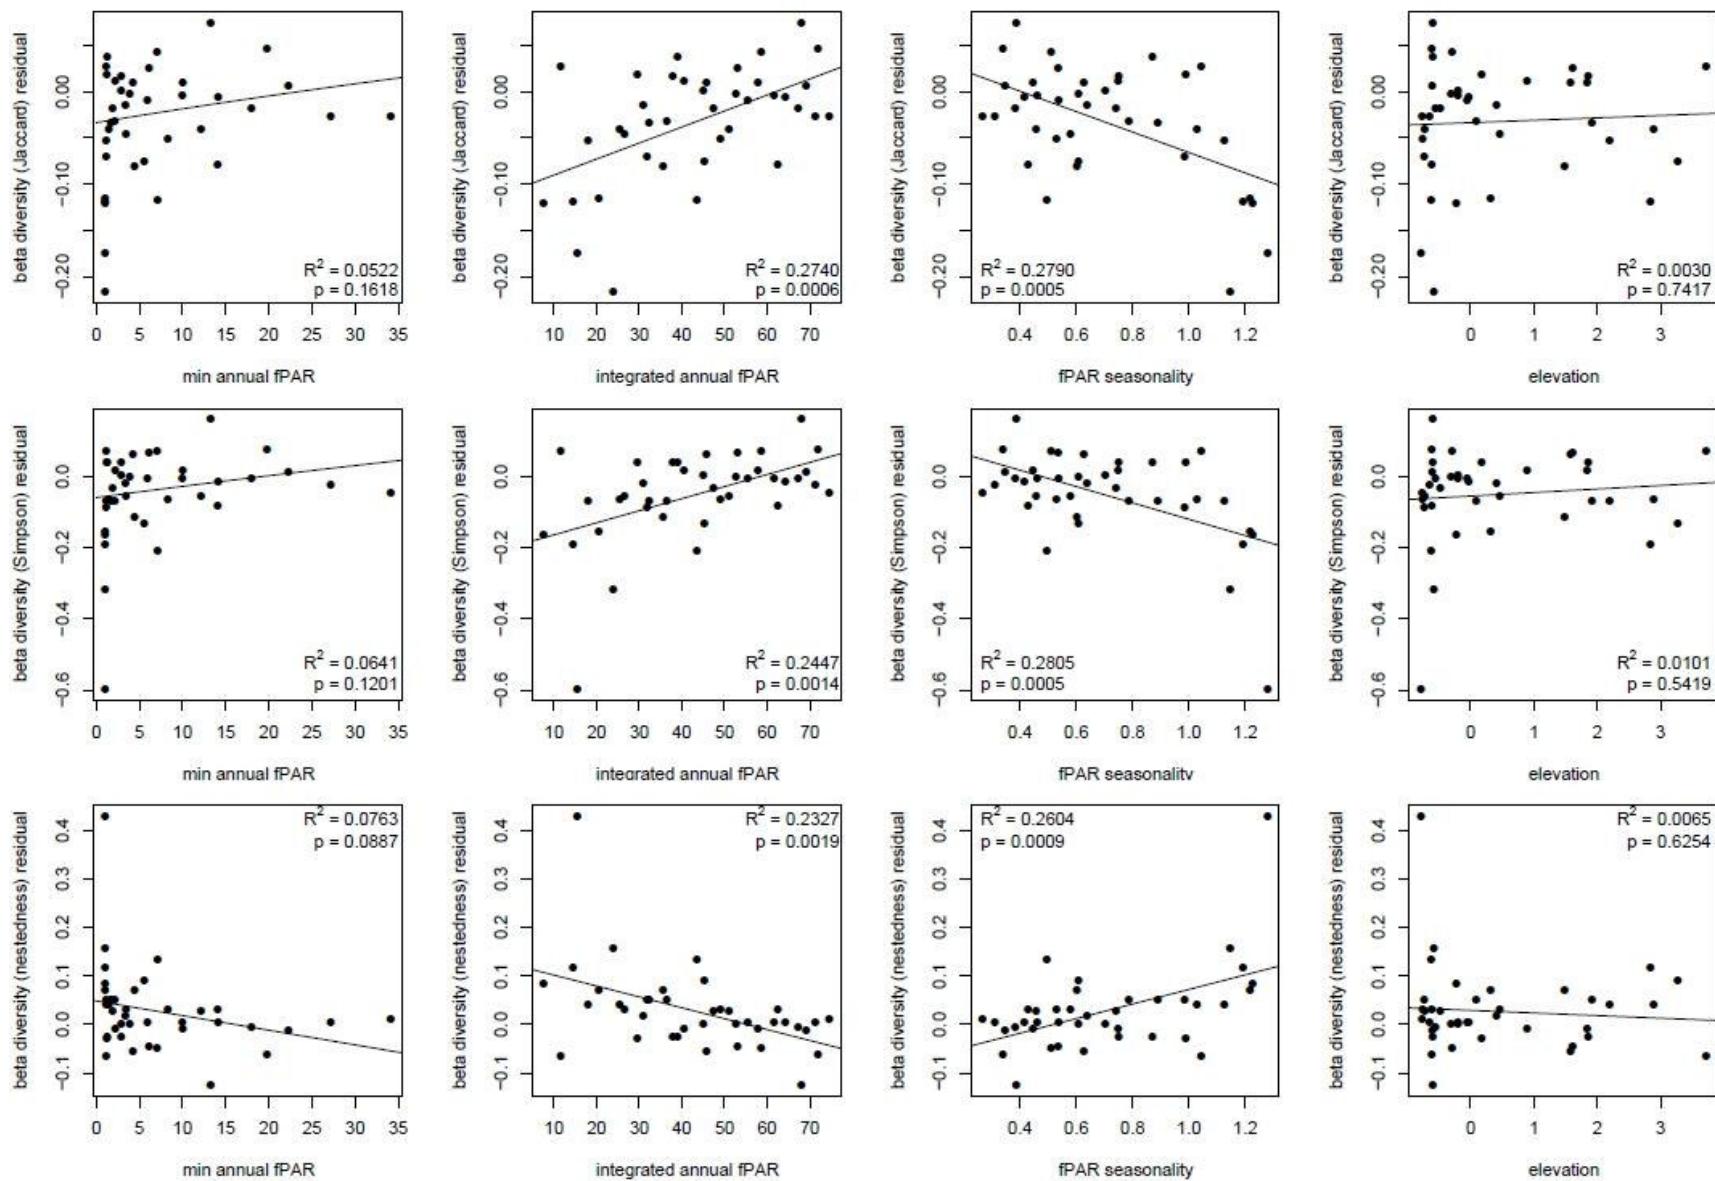 beta diversity (Jaccard) residual
0.00
−0.10
−0.20
R² = 0.0522
p = 0.1618
0 5 10 15 20 25 30 35
min annual fPAR
beta diversity (Jaccard) residual
0.00
−0.10
−0.20
R² = 0.2740
p = 0.0006
10 20 30 40 50 60 70
integrated annual fPAR
beta diversity (Jaccard) residual
0.00
−0.10
−0.20
R² = 0.2790
p = 0.0005
0.4 0.6 0.8 1.0 1.2
fPAR seasonality
beta diversity (Jaccard) residual
0.00
−0.10
−0.20
R² = 0.0030
p = 0.7417
0 1 2 3
elevation
beta diversity (Simpson) residual
0.0
−0.2
−0.4
−0.6
R² = 0.0641
p = 0.1201
0 5 10 15 20 25 30 35
min annual fPAR
beta diversity (Simpson) residual
0.0
−0.2
−0.4
−0.6
R² = 0.2447
p = 0.0014
10 20 30 40 50 60 70
integrated annual fPAR
beta diversity (Simpson) residual
0.0
−0.2
−0.4
−0.6
R² = 0.2805
p = 0.0005
0.4 0.6 0.8 1.0 1.2
fPAR seasonality
beta diversity (Simpson) residual
0.0
−0.2
−0.4
−0.6
R² = 0.0101
p = 0.5419
0 1 2 3
elevation
beta diversity (nestedness) residual
0.4
0.3
0.2
0.1
0.0
−0.1
R² = 0.0763
p = 0.0887
0 5 10 15 20 25 30 35
min annual fPAR
beta diversity (nestedness) residual
0.4
0.3
0.2
0.1
0.0
−0.1
R² = 0.2327
p = 0.0019
10 20 30 40 50 60 70
integrated annual fPAR
beta diversity (nestedness) residual
0.4
0.3
0.2
0.1
0.0
−0.1
R² = 0.2604
p = 0.0009
0.4 0.6 0.8 1.0 1.2
fPAR seasonality
beta diversity (nestedness) residual
0.4
0.3
0.2
0.1
0.0
−0.1
R² = 0.0065
p = 0.6254
0 1 2 3
elevation